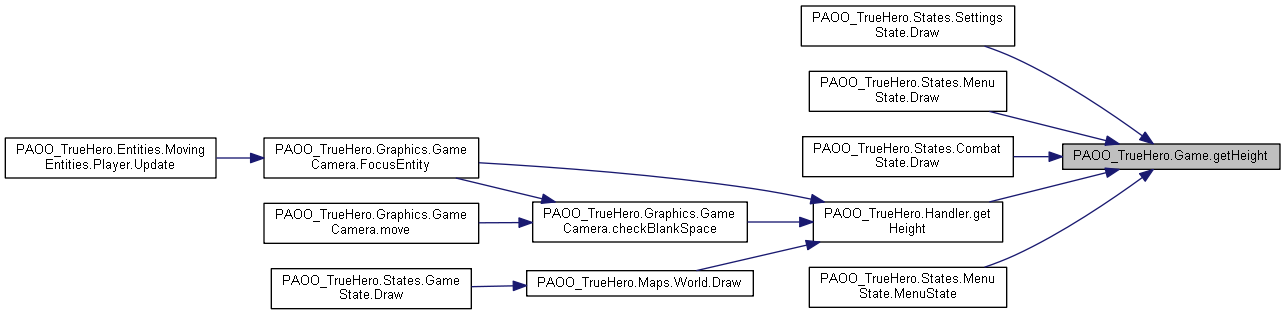 PAOO_TrueHero.States.Settings
State.Draw
PAOO_TrueHero.States.Menu
State.Draw
PAOO_TrueHero.Entities.Moving
Entities.Player.Update
PAOO_TrueHero.Graphics.Game
Camera.FocusEntity
PAOO_TrueHero.States.Combat
State.Draw
PAOO_TrueHero.Game.getHeight
PAOO_TrueHero.Graphics.Game
Camera.move
PAOO_TrueHero.Graphics.Game
Camera.checkBlankSpace
PAOO_TrueHero.Handler.get
Height
PAOO_TrueHero.States.Game
State.Draw
PAOO_TrueHero.Maps.World.Draw
PAOO_TrueHero.States.Menu
State.MenuState